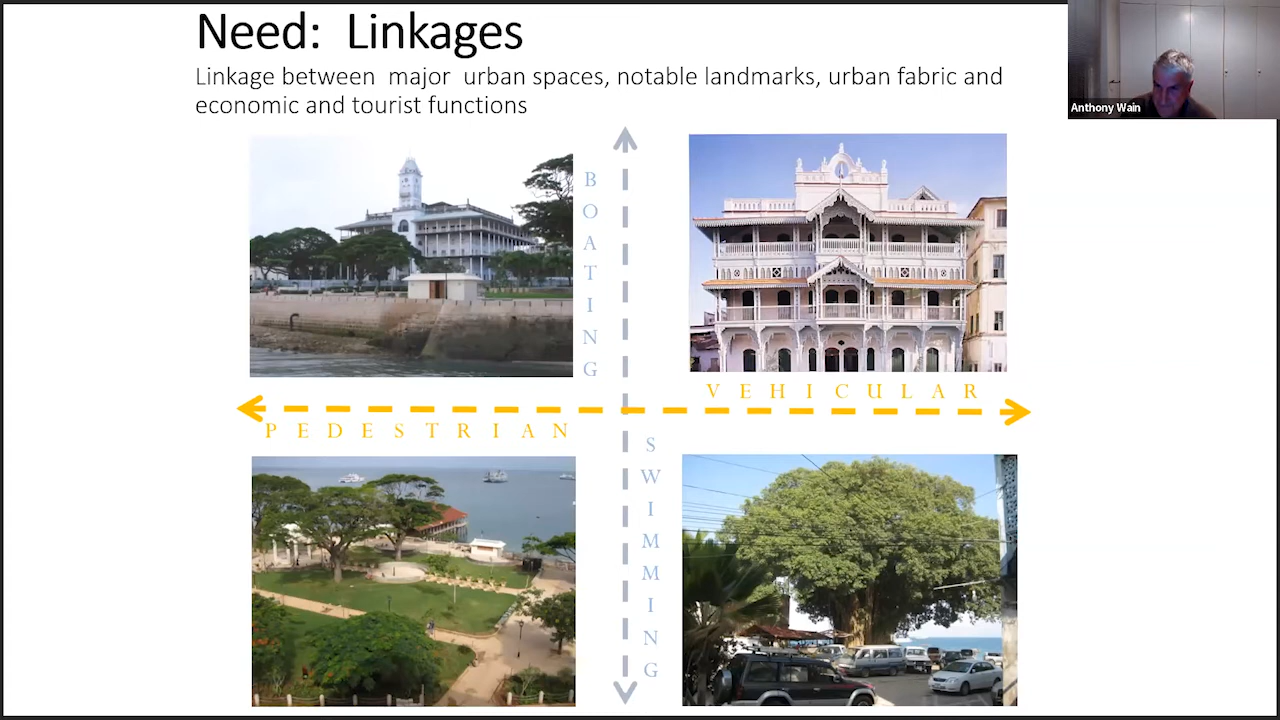 Need:  Linkages
Linkage between  major  urban spaces, notable landmarks, urban fabric and
economic and tourist functions
Anthony Wain
BOATING
VEHICULAR
PEDESTRIAN
SWIMMING